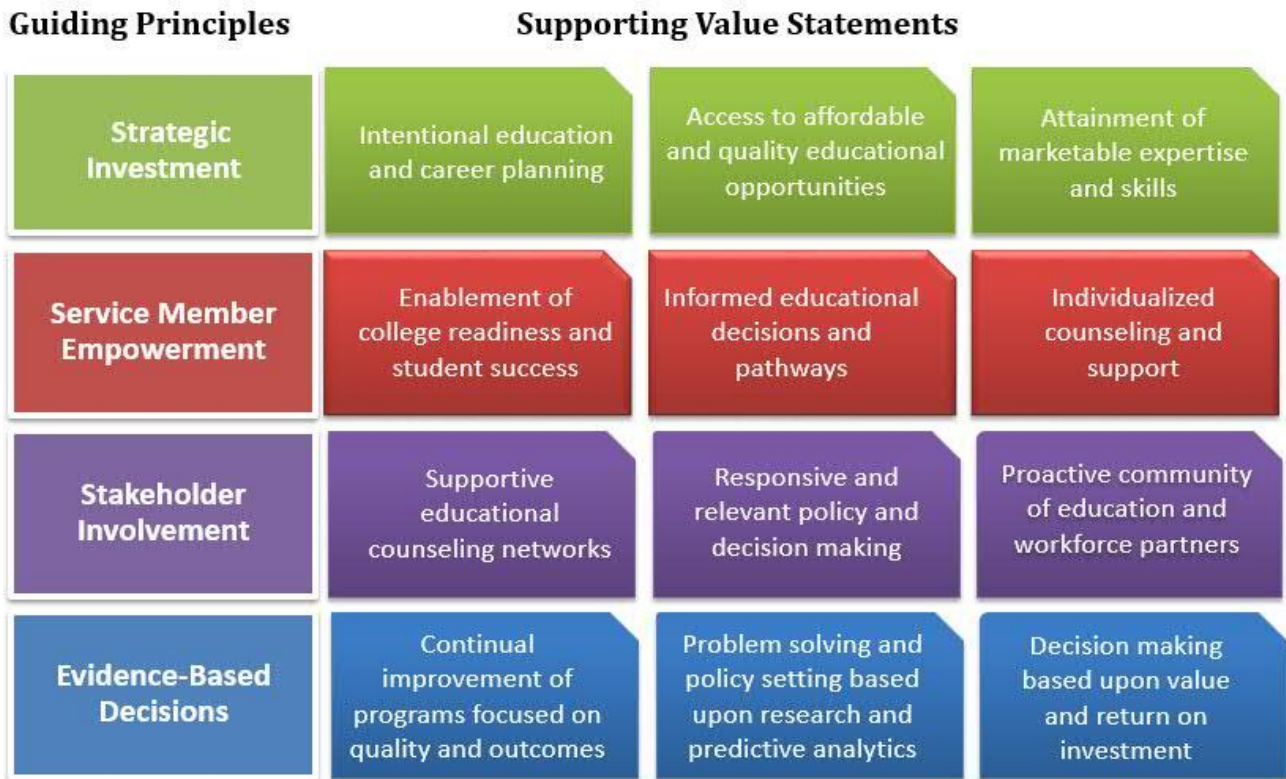 Guiding Principles
Supporting Value Statements
Strategic
Investment
Intentional education
and career planning
Access to affordable
and quality educational
opportunities
Attainment of
marketable expertise
and skills
Service Member
Empowerment
Enablement of
college readiness and
student success
Informed educational
decisions and
pathways
Individualized
counseling and
support
Stakeholder
Involvement
Supportive
educational
counseling networks
Responsive and
relevant policy and
decision making
Proactive community
of education and
workforce partners
Evidence-Based
Decisions
Continual
improvement of
programs focused on
quality and outcomes
Problem solving and
policy setting based
upon research and
predictive analytics
Decision making
based upon value
and return on
investment